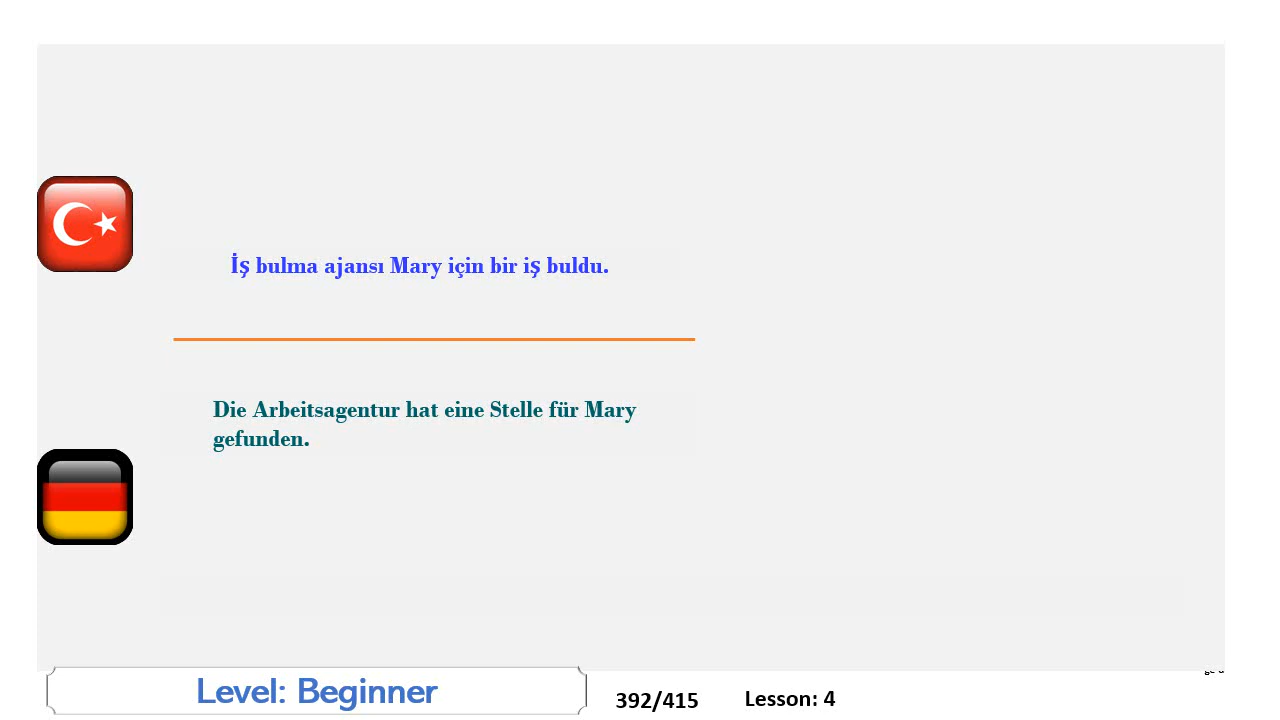 İş bulma ajansı Mary için bir iş buldu.
Die Arbeitsagentur hat eine Stelle für Mary
gefunden.
Level: Beginner
392/415
Lesson: 4